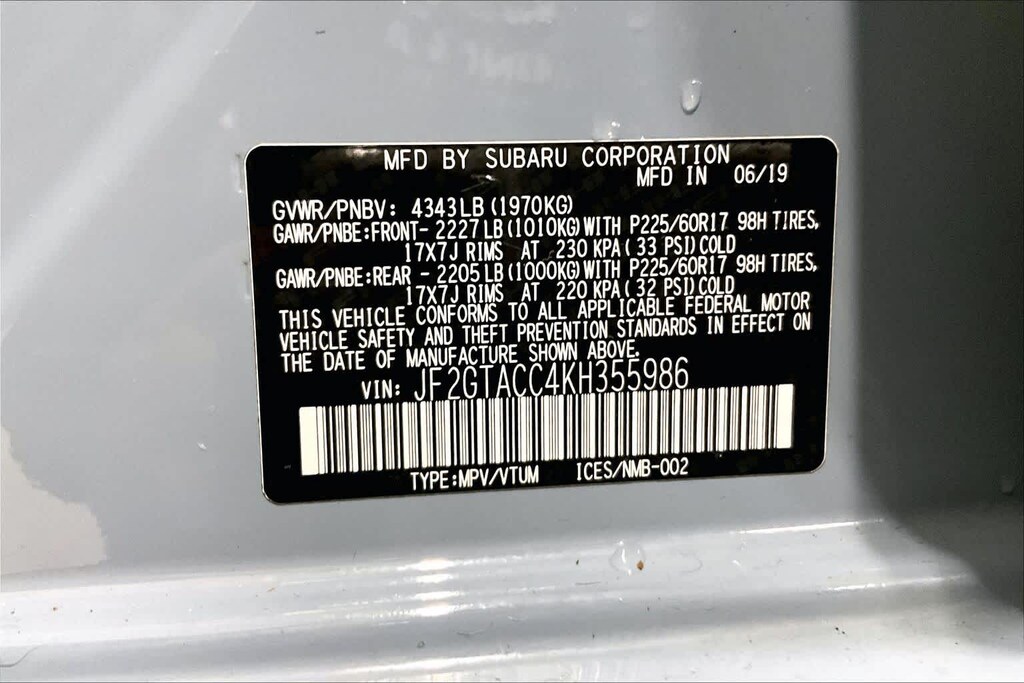 MFD BY SUBARU CORPORATION
MFD IN 06/19
GVWR/PNBV: 4343LB (1970KG)
GAWR/PNBE:FRONT- 2227LB (1010KG) WITH P225/60R17 98H TIRES,
17X7J RIMS AT 230 KPA ( 33 PSI) COLD
GAWR/PNBE:REAR - 2205LB (1000KG) WITH P225/60R17 98H TIRES,
17X7J RIMS AT 220 KPA ( 32 PSI) COLD
THIS VEHICLE CONFORMS TO ALL APPLICABLE FEDERAL MOTOR
VEHICLE SAFETY AND THEFT PREVENTION STANDARDS IN EFFECT ON
THE DATE OF MANUFACTURE SHOWN ABOVE.
VIN: JF2GTACC4KH355986
TYPE:MPV/VTUM ICES/NMB-002